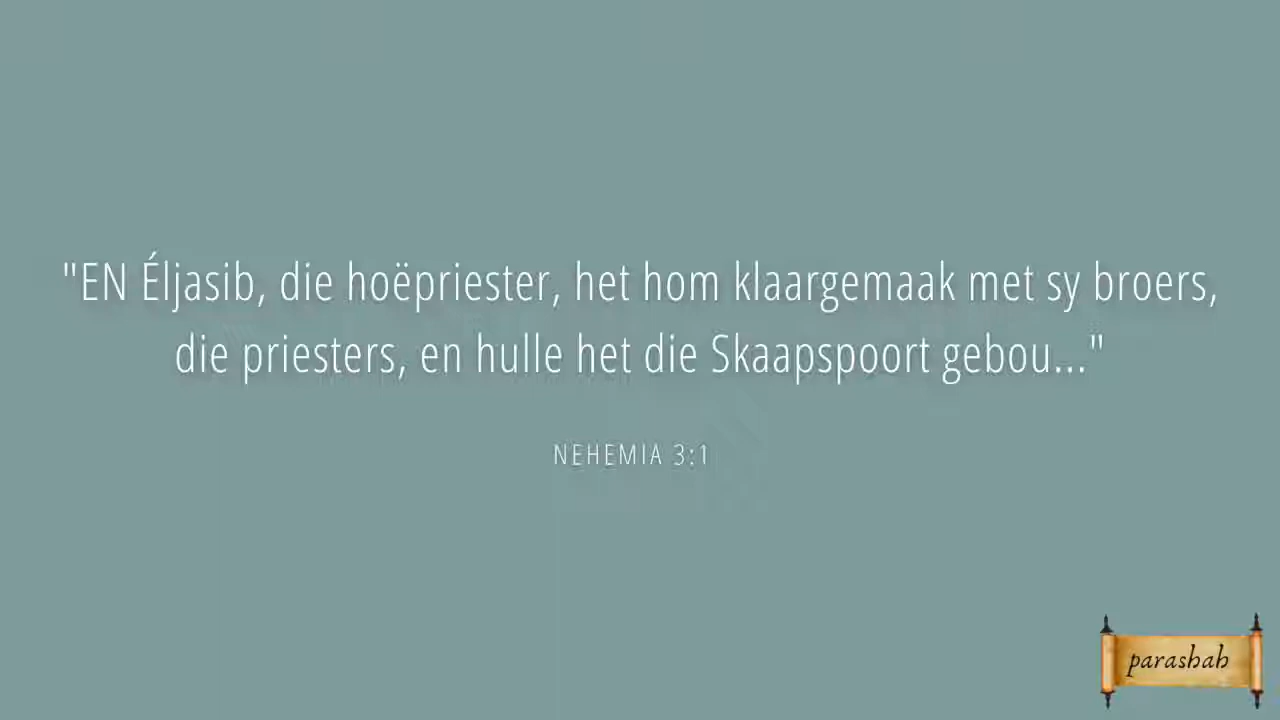 "EN Éljasib, die hoëpriester, het hom klaargemaak met sy broers,
die priesters, en hulle het die Skaapspoort gebou..."
NEHEMIA 3:1
parashah